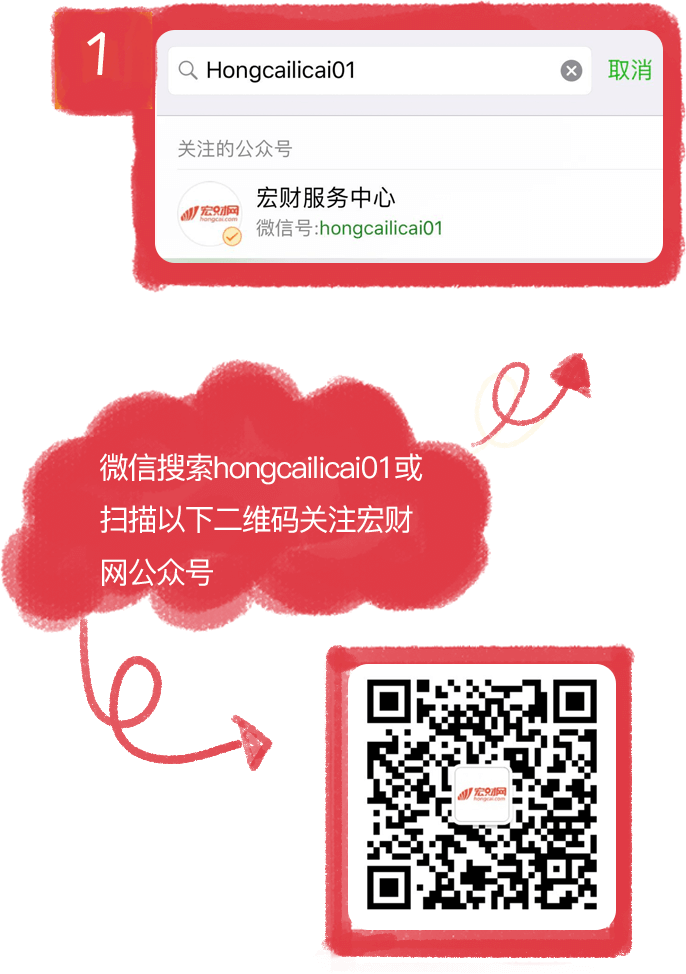 1
Hongcailicai01
取消
关注的公众号
宏财网
hongcai.com
宏财服务中心
微信号:hongcailicai01
微信搜索hongcailicai01或
扫描以下二维码关注宏财
网公众号
宏财网
hongcai.com